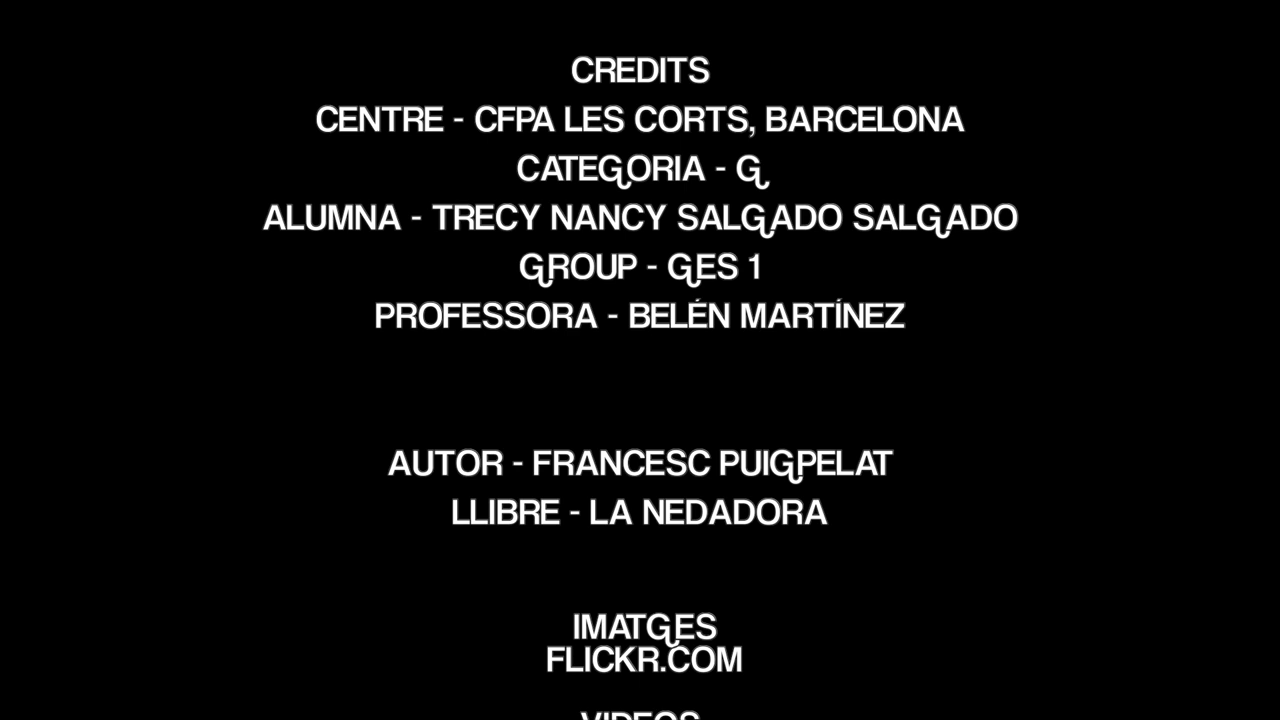 CREDITS
CENTRE - CFPA LES CORTS, BARCELONA
CATEGORIA - G
ALUMNA - TRECY NANCY SALGADO SALGADO
GROUP - GES 1
PROFESSORA - BELÉN MARTÍNEZ
AUTOR - FRANCESC PUIGPELAT
LLIBRE - LA NEDADORA
IMATGES
FLICKR.COM
VIDEOS